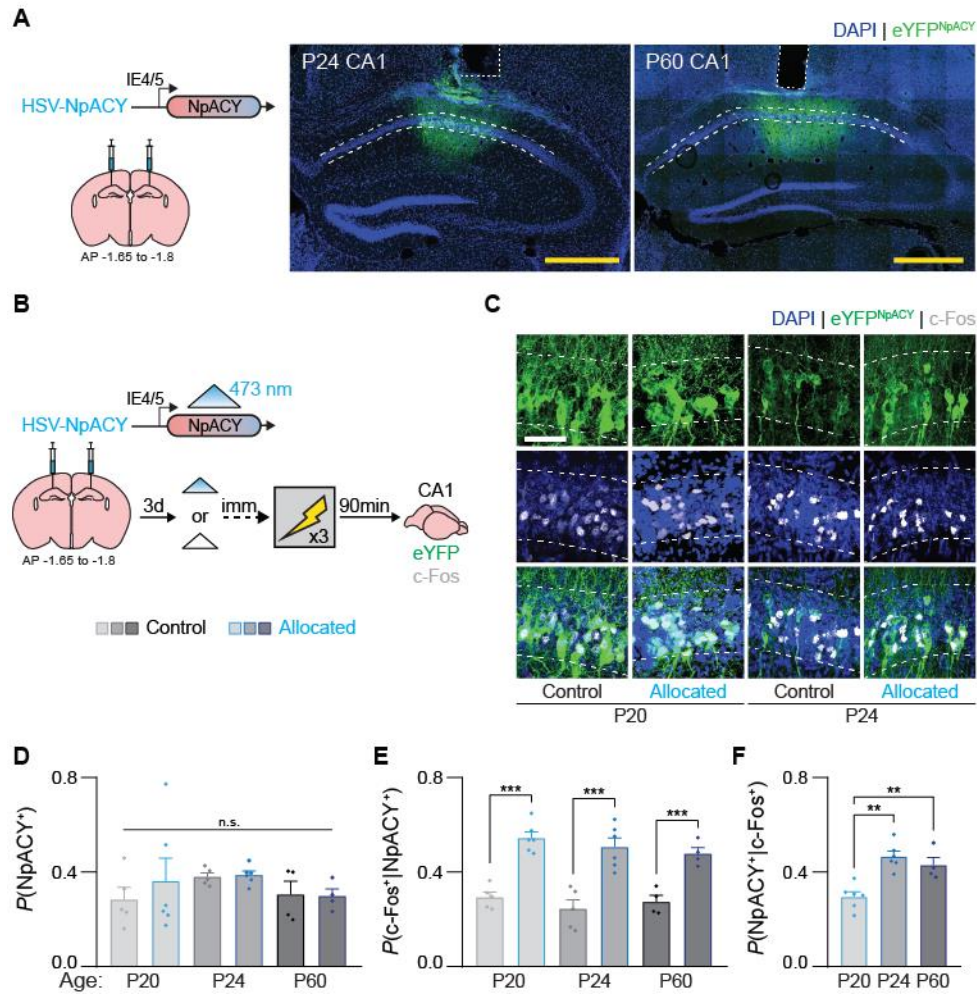 A
DAPI | eYFPNpACY
IE4/5
HSV-NpACY
NpACY
AP -1.65 to -1.8
P24 CA1
P60 CA1
B
473 nm
IE4/5
HSV-NpACY
NpACY
3d
or
imm
x3
90min
CA1
eYFP
c-Fos
AP -1.65 to -1.8
Control
Allocated
C
DAPI | eYFPNpACY | c-Fos
Control
Allocated
Control
Allocated
P20
P24
D
P(NpACY+)
0.8
0.4
0.0
n.s.
Age:
P20
P24
P60
E
P(c-Fos+|NpACY+)
0.8
0.4
0.0
***
***
***
P20
P24
P60
F
P(NpACY+|c-Fos+)
0.8
0.4
0.0
**
**
P20 P24 P60